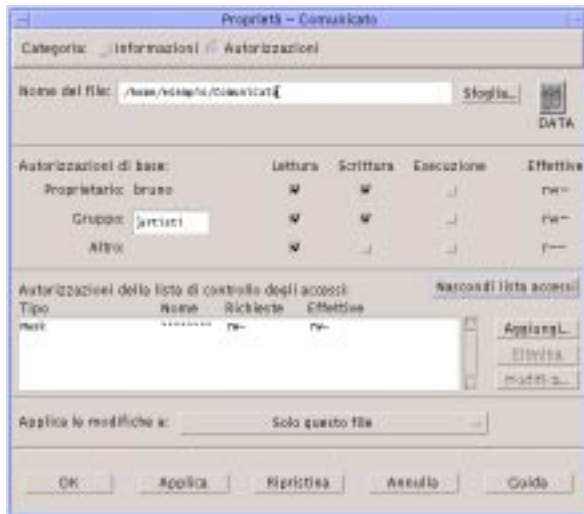 Proprietà - Comunicato
Categoria: Informazioni Autorizzazioni
Nome del file: /home/esempio/Comunicati Sfoglia...
DATA
Autorizzazioni di base: Lettura Scrittura Esecuzione Effettive
Proprietario: bruno rw-
Gruppo: artisti rw-
Altro: r--
Autorizzazioni della lista di controllo degli accessi: Nascondi lista accessi
Tipo Nome Richieste Effettive
Mask ******** rw- rw-
Aggiungi...
Elimina
Modifica...
Applica le modifiche a: Solo questo file
OK Applica Ripristina Annulla Guida